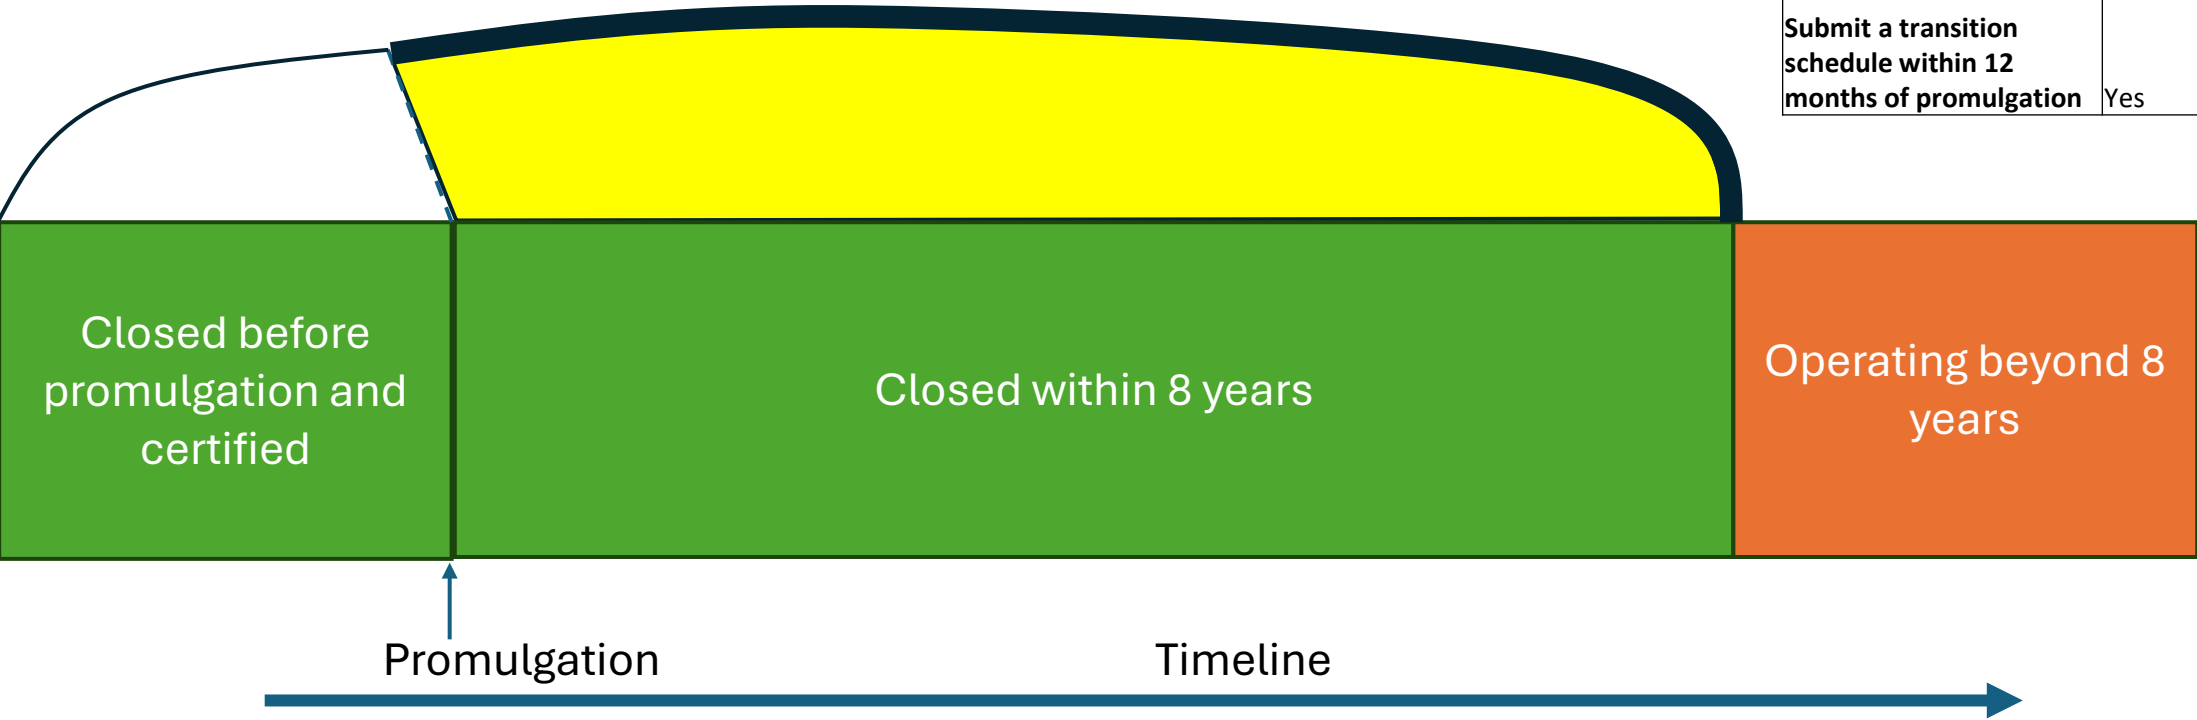 Submit a transition
schedule within 12
months of promulgation Yes
Closed before
promulgation and
certified
Closed within 8 years
Operating beyond 8
years
Promulgation
Timeline